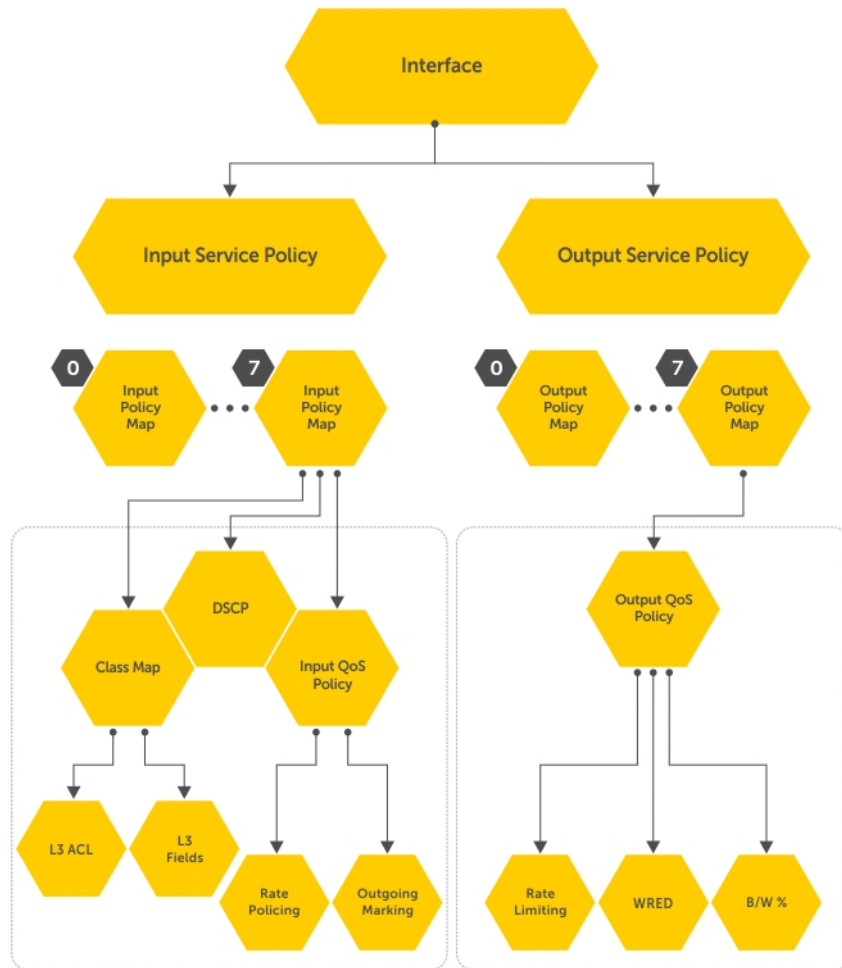 Interface
Input Service Policy
Output Service Policy
0
Input
Policy
Map
7
Input
Policy
Map
0
Output
Policy
Map
7
Output
Policy
Map
DSCP
Class Map
Input QoS
Policy
Output QoS
Policy
L3 ACL
L3
Fields
Rate
Policing
Outgoing
Marking
Rate
Limiting
WRED
B/W %